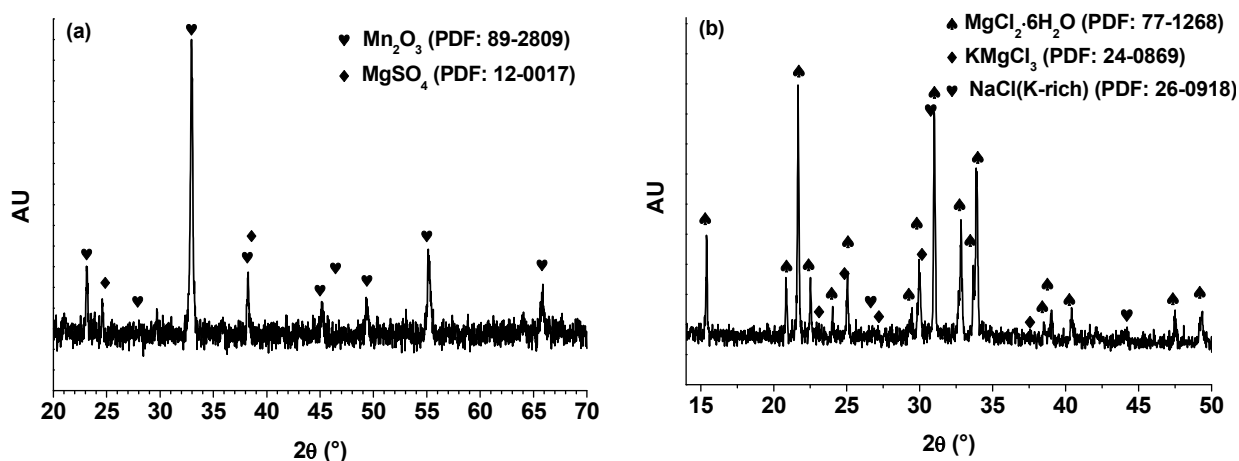 (a)
♥ Mn₂O₃ (PDF: 89-2809)
♦ MgSO₄ (PDF: 12-0017)
AU
20 25 30 35 40 45 50 55 60 65 70
2θ (°)
(b)
♠ MgCl₂·6H₂O (PDF: 77-1268)
♦ KMgCl₃ (PDF: 24-0869)
♥ NaCl(K-rich) (PDF: 26-0918)
AU
15 20 25 30 35 40 45 50
2θ (°)